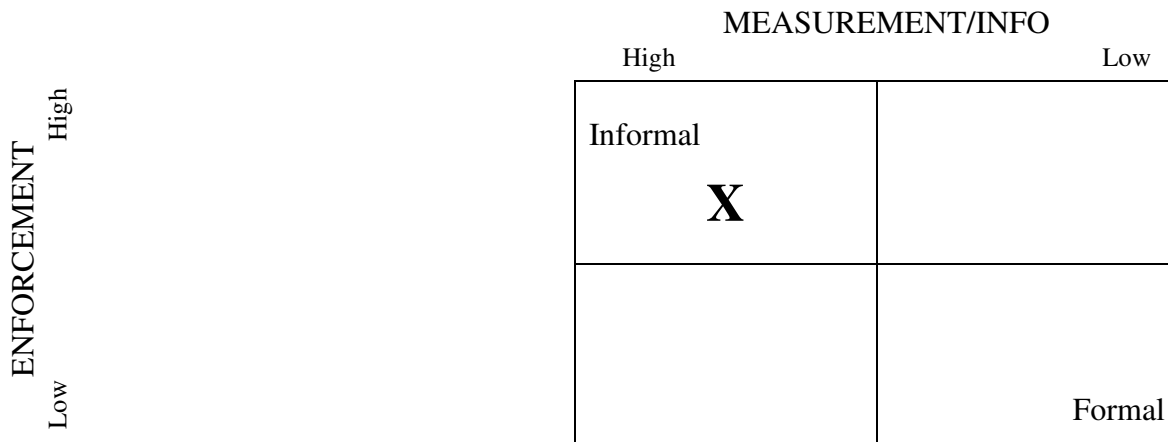 MEASUREMENT/INFO
High Low
ENFORCEMENT
High
Low
Informal
X
Formal